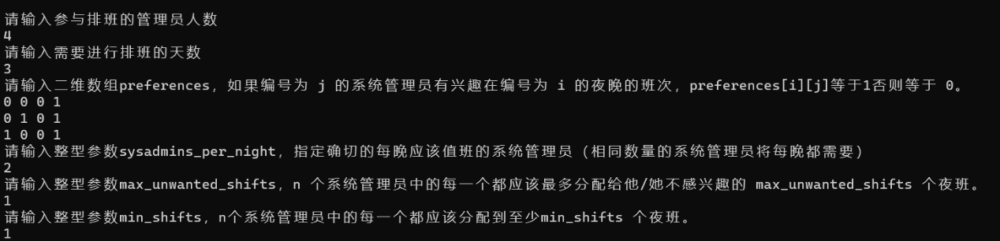 请输入参与排班的管理员人数
4
请输入需要进行排班的天数
3
请输入二维数组preferences，如果编号为 j 的系统管理员有兴趣在编号为 i 的夜晚的班次，preferences[i][j]等于1否则等于 0。
0 0 0 1
0 1 0 1
1 0 0 1
请输入整型参数sysadmins_per_night，指定确切的每晚应该值班的系统管理员（相同数量的系统管理员将每晚都需要）
2
请输入整型参数max_unwanted_shifts，n 个系统管理员中的每一个都应该最多分配给他/她不感兴趣的 max_unwanted_shifts 个夜班。
1
请输入整型参数min_shifts，n个系统管理员中的每一个都应该分配到至少min_shifts 个夜班。
1